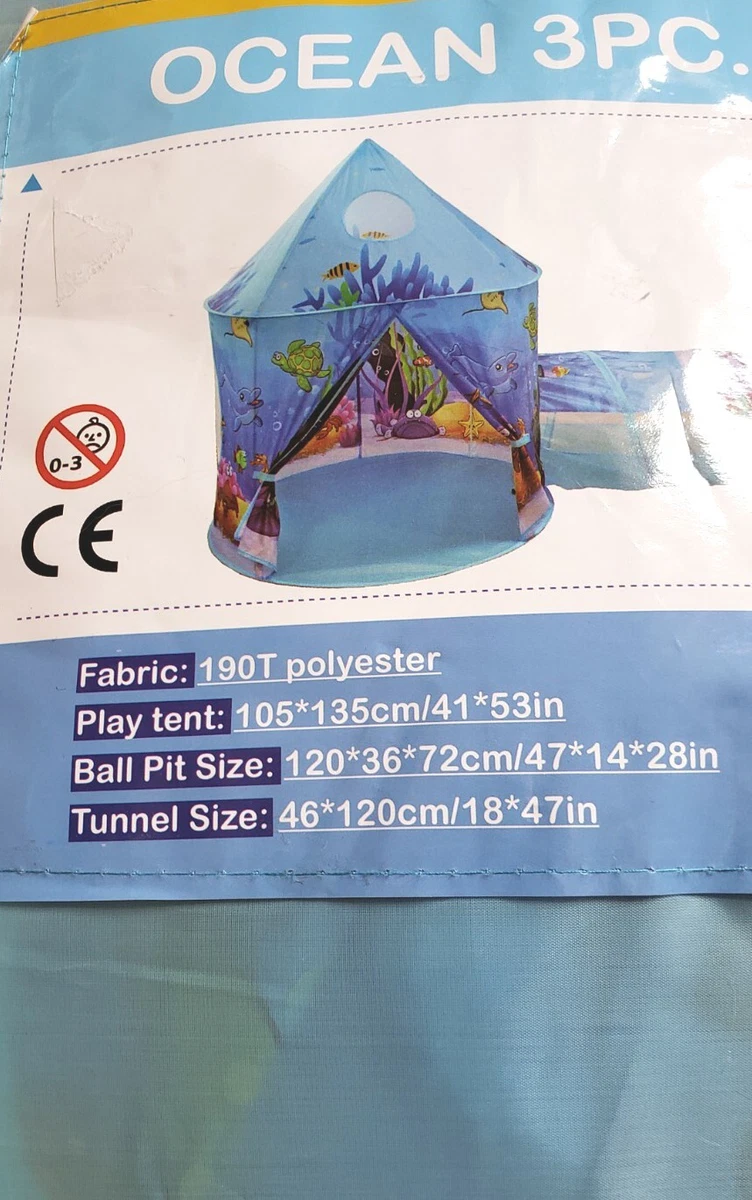 OCEAN 3PC.
0-3
CE
Fabric: 190T polyester
Play tent: 105*135cm/41*53in
Ball Pit Size: 120*36*72cm/47*14*28in
Tunnel Size: 46*120cm/18*47in